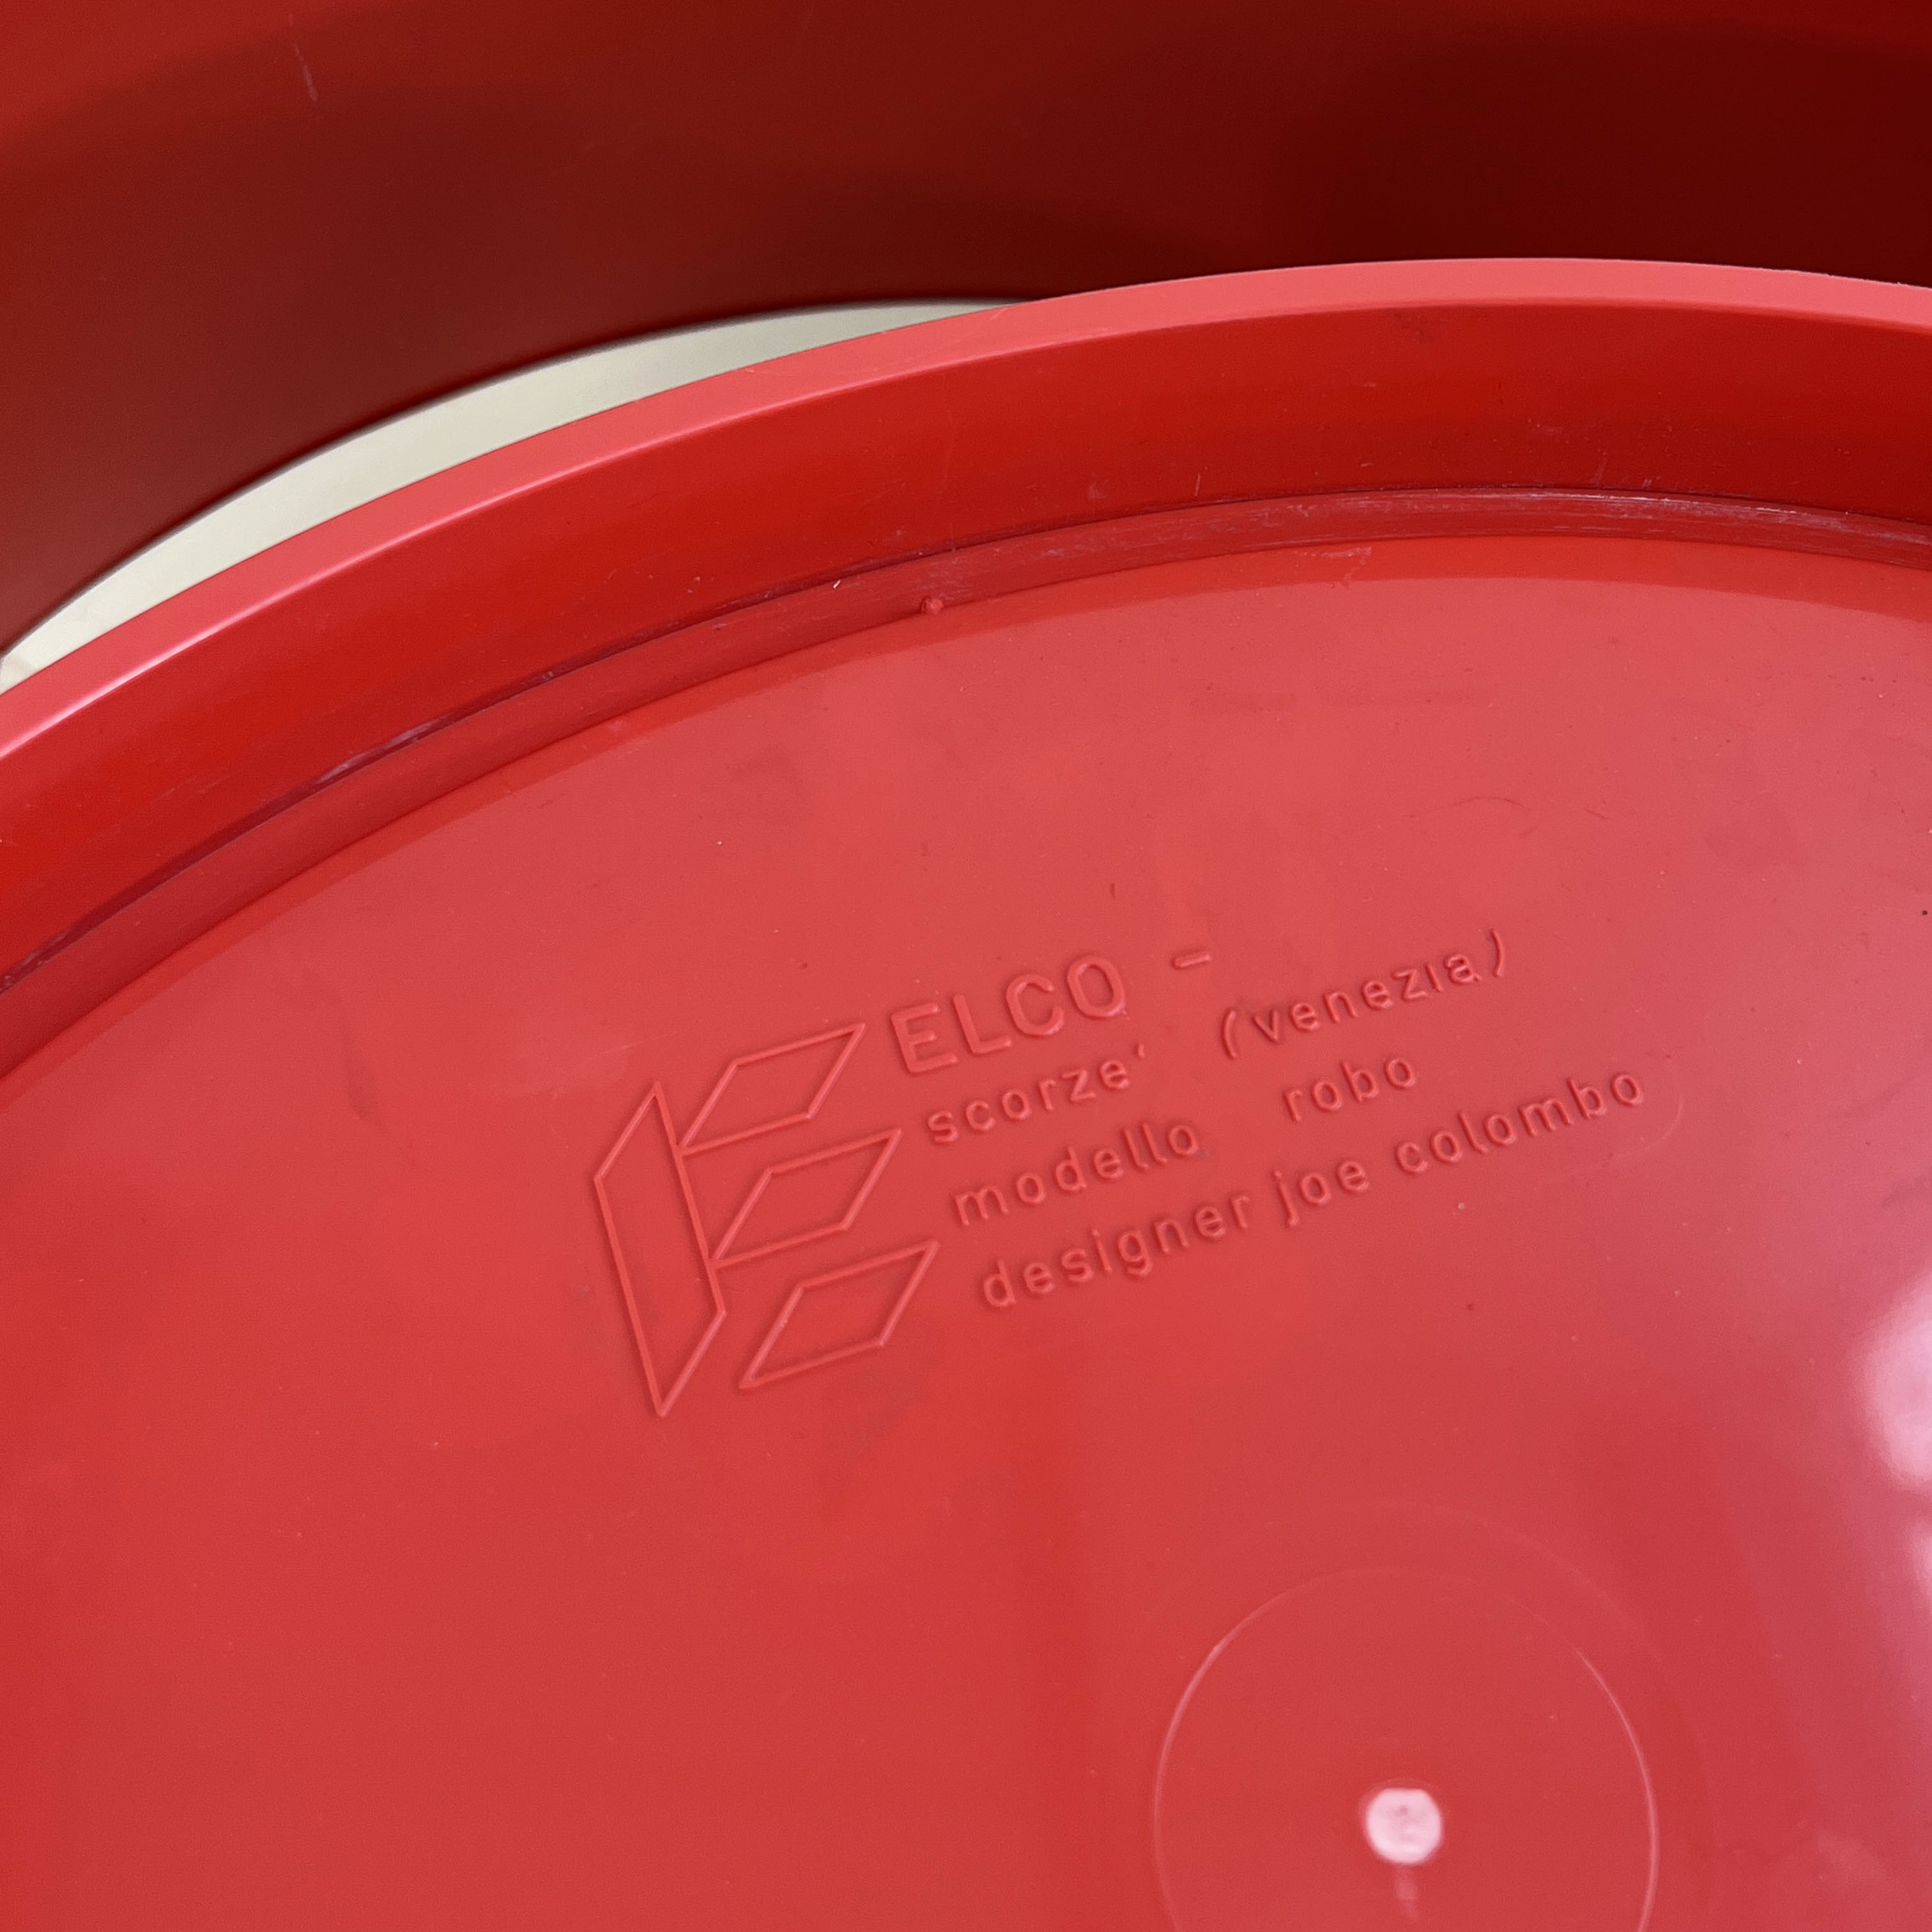 ELCO -
scorze' (venezia)
modello robo
designer joe colombo